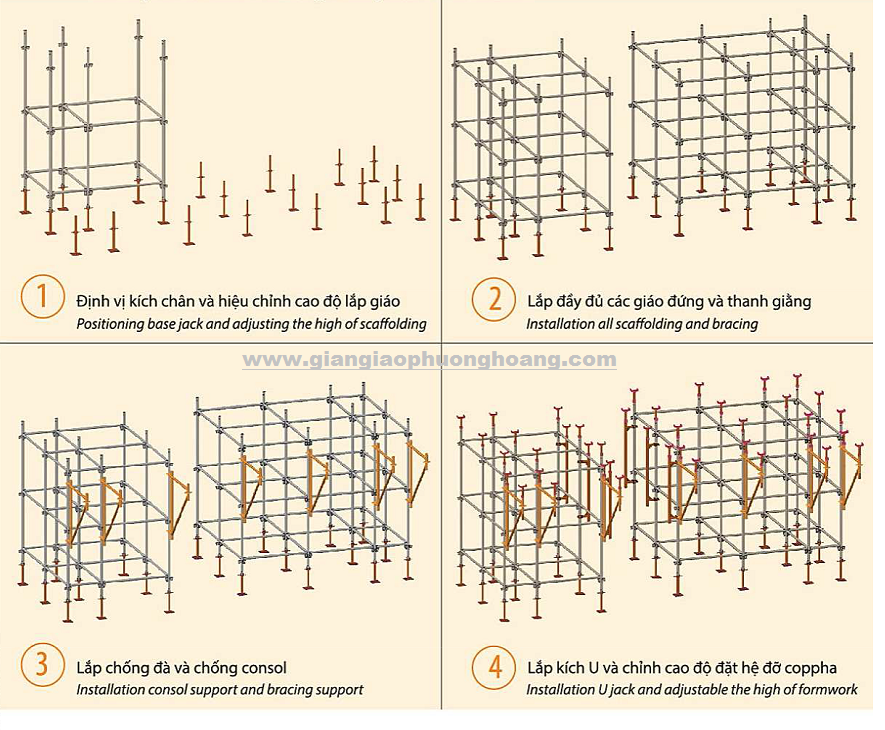 1
Định vị kích chân và hiệu chỉnh cao độ lắp giáo
Positioning base jack and adjusting the high of scaffolding
2
Lắp đẩy đủ các giáo đứng và thanh giằng
Installation all scaffolding and bracing
www.giangiaophuonghoang.com
3
Lắp chống đà và chống consol
Installation consol support and bracing support
4
Lắp kích U và chỉnh cao độ đặt hệ đỡ coppha
Installation U jack and adjustable the high of formwork